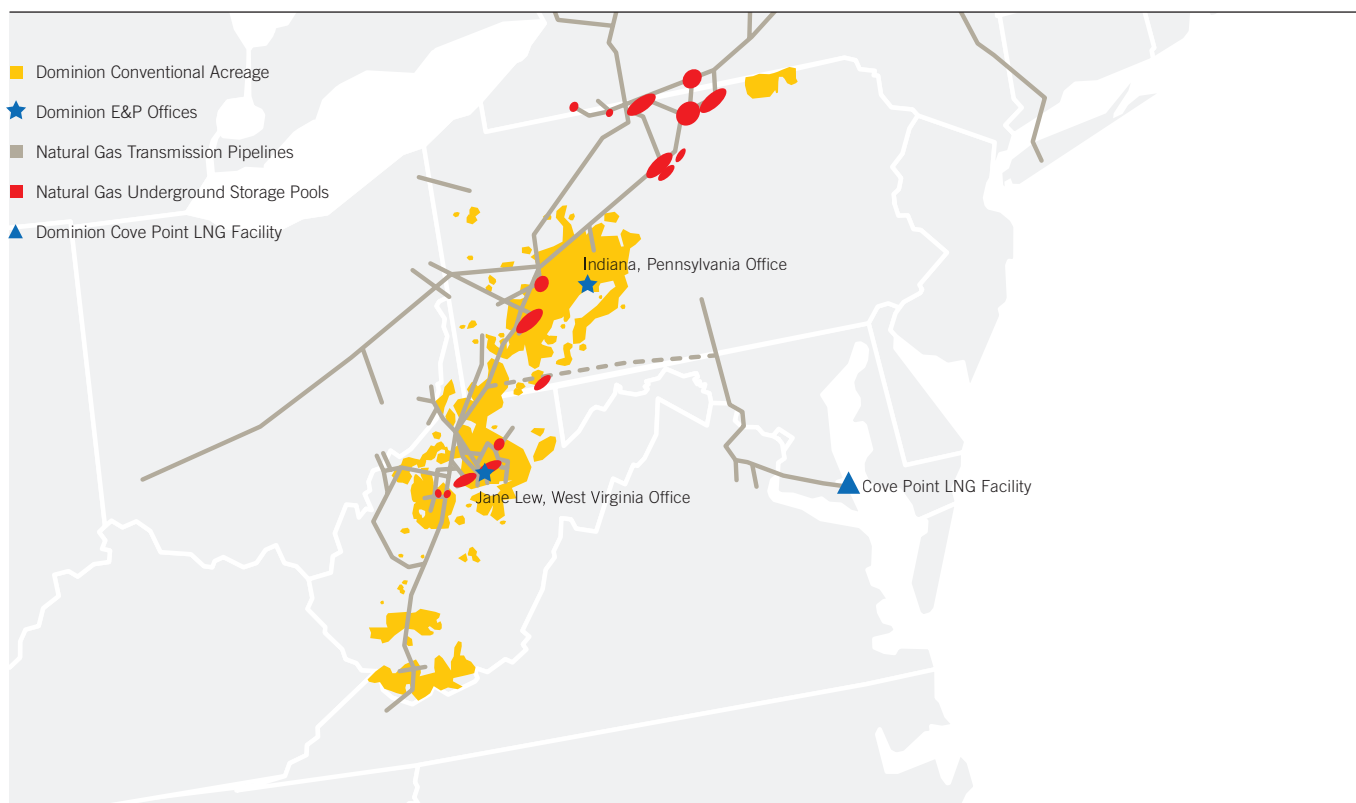 Dominion Conventional Acreage
Dominion E&P Offices
Natural Gas Transmission Pipelines
Natural Gas Underground Storage Pools
Dominion Cove Point LNG Facility
Indiana, Pennsylvania Office
Cove Point LNG Facility
Jane Lew, West Virginia Office